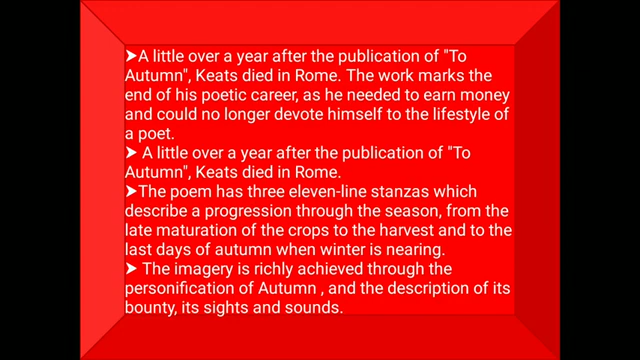 ➤A little over a year after the publication of "To
Autumn", Keats died in Rome. The work marks the
end of his poetic career, as he needed to earn money
and could no longer devote himself to the lifestyle of
a poet.
➤ A little over a year after the publication of "To
Autumn", Keats died in Rome.
➤The poem has three eleven-line stanzas which
describe a progression through the season, from the
late maturation of the crops to the harvest and to the
last days of autumn when winter is nearing.
➤ The imagery is richly achieved through the
personification of Autumn , and the description of its
bounty, its sights and sounds.